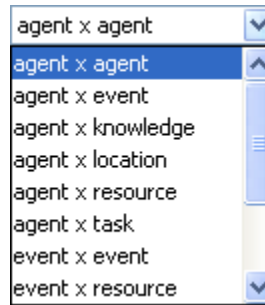 agent x agent
agent x agent
agent x event
agent x knowledge
agent x location
agent x resource
agent x task
event x event
event x resource